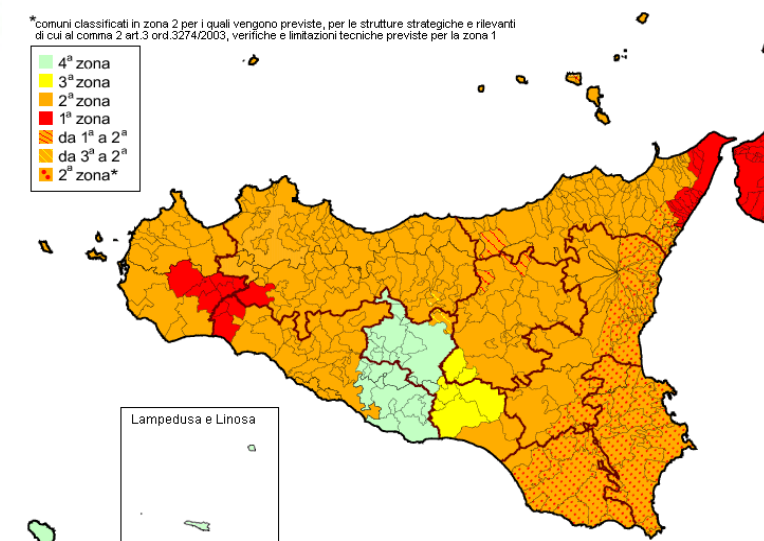 *comuni classificati in zona 2 per i quali vengono previste, per le strutture strategiche e rilevanti
di cui al comma 2 art.3 ord.3274/2003, verifiche e limitazioni tecniche previste per la zona 1
4ª zona
3ª zona
2ª zona
1ª zona
da 1ª a 2ª
da 3ª a 2ª
2ª zona*
Lampedusa e Linosa